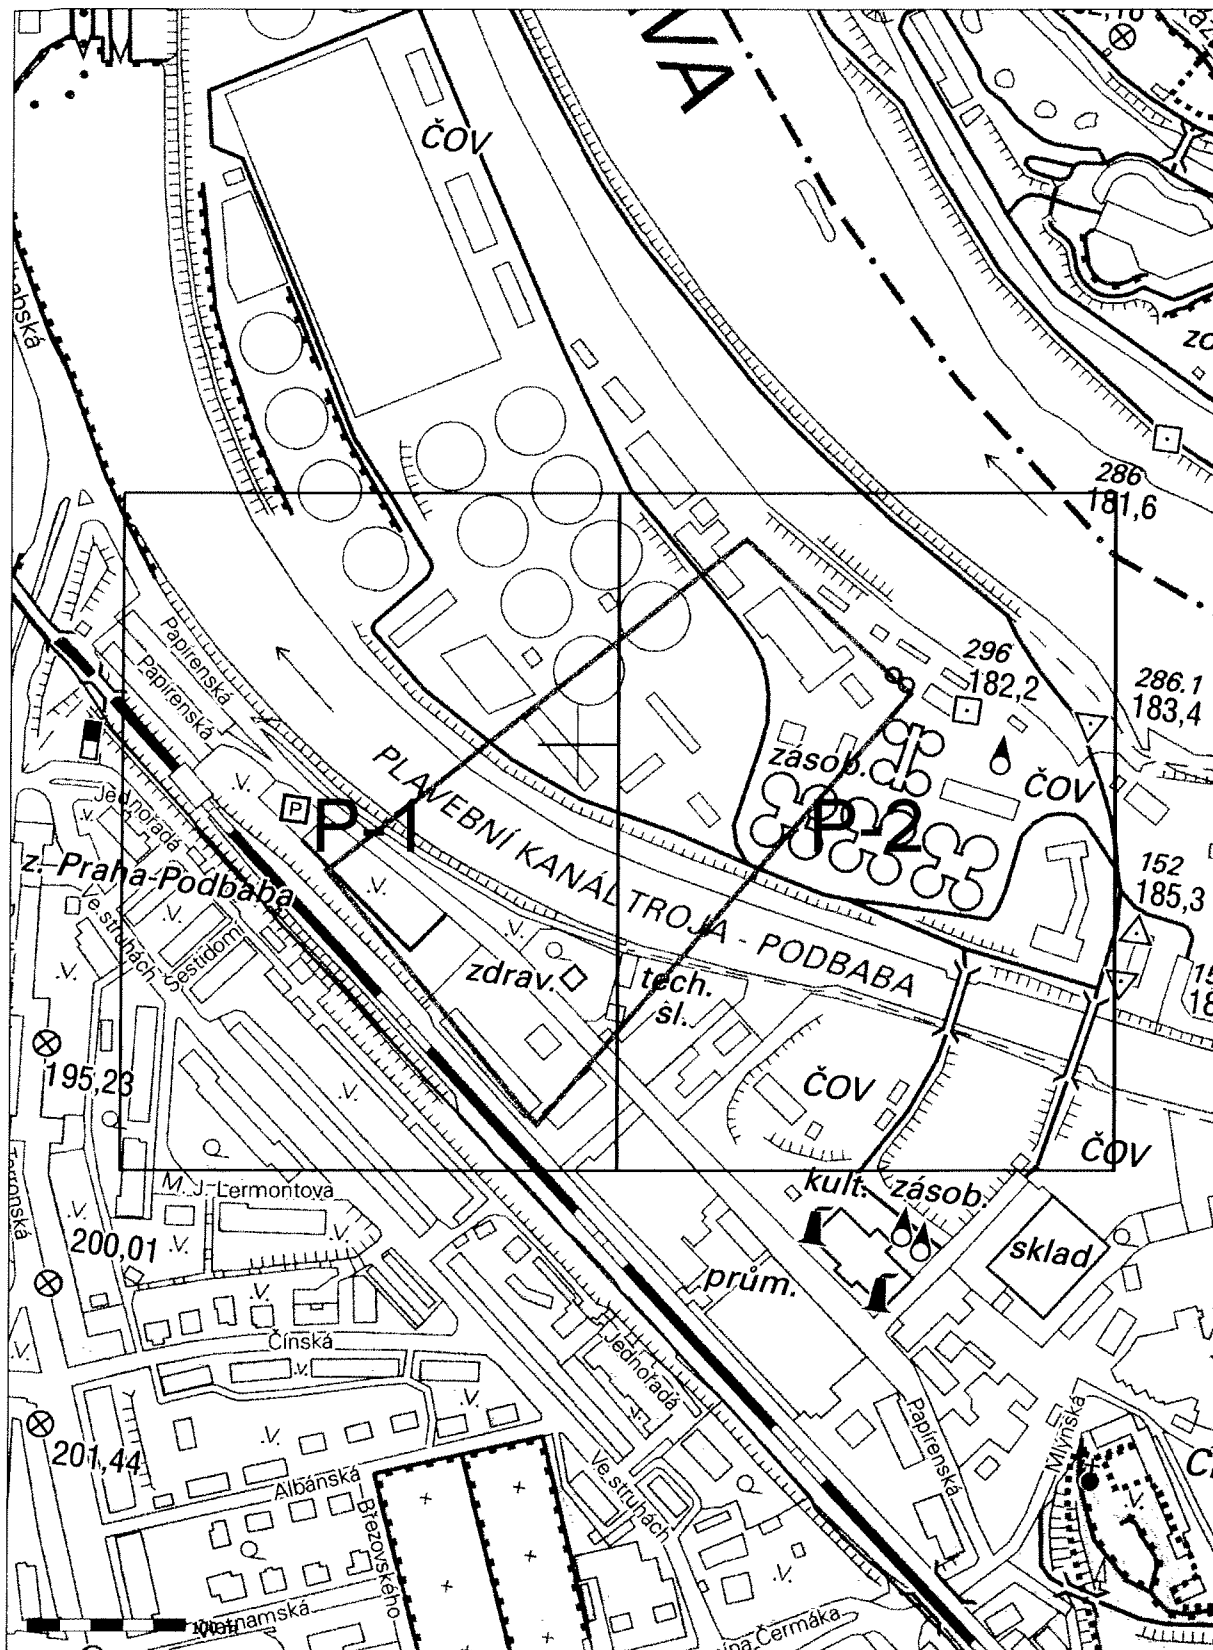 VA
ČOV
zo
286
181,6
296
182,2
286.1
183,4
Papírenská
Papírenská
zásob.
ČOV
PLAVEBNÍ KANÁL TROJA - PODBABA
P
P-1
P-2
Jednořadá
z. Praha-Podbaba
152
185,3
Ve struhách
Šestidomí
zdrav.
tech.
sl.
15
18
195,23
ČOV
ČOV
M. J. Lermontova
kult.
zásob.
200,01
sklad
prům.
Čínská
Jednořadá
Papírenská
Mlýnská
201,44
Albánská
Ve struhách
Březovského